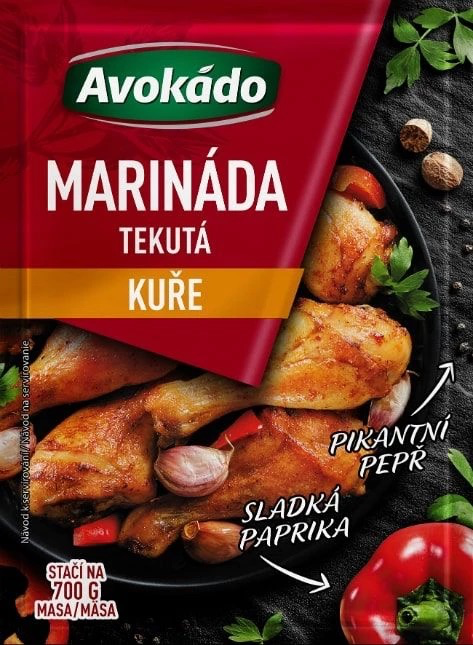 Avokádo
MARINÁDA
TEKUTÁ
KUŘE
PIKANTNÍ
PEPŘ
SLADKÁ
PAPRIKA
STAČÍ NA
700 G
MASA/MÄSA
Návod k servírování/Návod na servírovanie